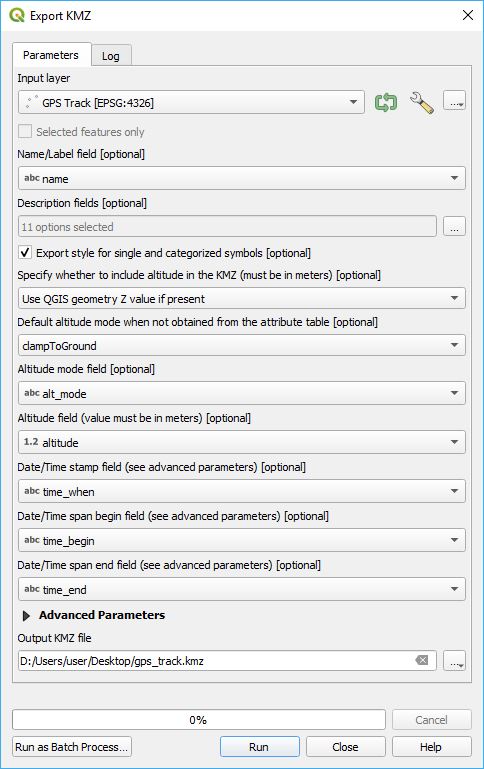 Export KMZ
Parameters
Log
Input layer
GPS Track [EPSG:4326]
...
Selected features only
Name/Label field [optional]
abc name
Description fields [optional]
11 options selected
...
Export style for single and categorized symbols [optional]
Specify whether to include altitude in the KMZ (must be in meters) [optional]
Use QGIS geometry Z value if present
Default altitude mode when not obtained from the attribute table [optional]
clampToGround
Altitude mode field [optional]
abc alt_mode
Altitude field (value must be in meters) [optional]
1.2 altitude
Date/Time stamp field (see advanced parameters) [optional]
abc time_when
Date/Time span begin field (see advanced parameters) [optional]
abc time_begin
Date/Time span end field (see advanced parameters) [optional]
abc time_end
Advanced Parameters
Output KMZ file
D:/Users/user/Desktop/gps_track.kmz
...
0%
Cancel
Run as Batch Process...
Run
Close
Help